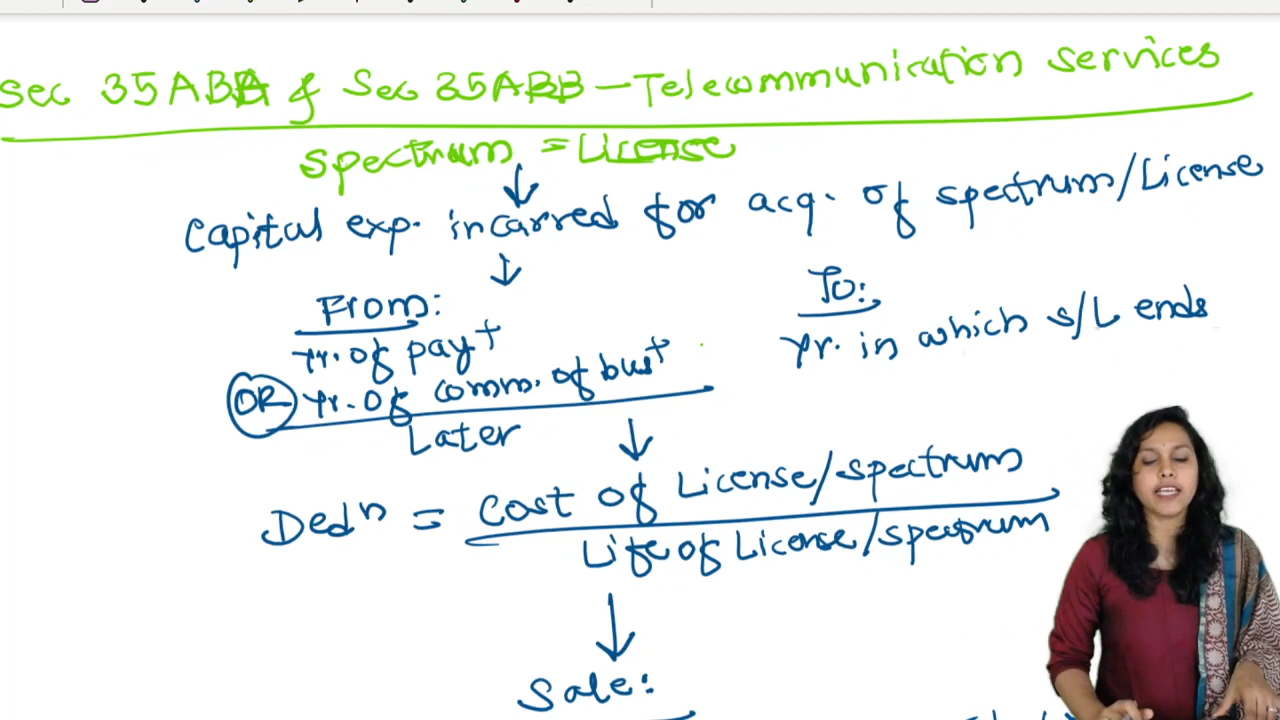 Sec 35ABA & Sec 35ABB - Telecommunication services
Spectrum = License
Capital exp. incurred for acq. of spectrum/License
From:
To:
yr. of pay+
yr. in which s/L ends
OR yr. of comm. of bus+
Later
Dedn = Cost of License/spectrum
Life of License/spectrum
Sale: